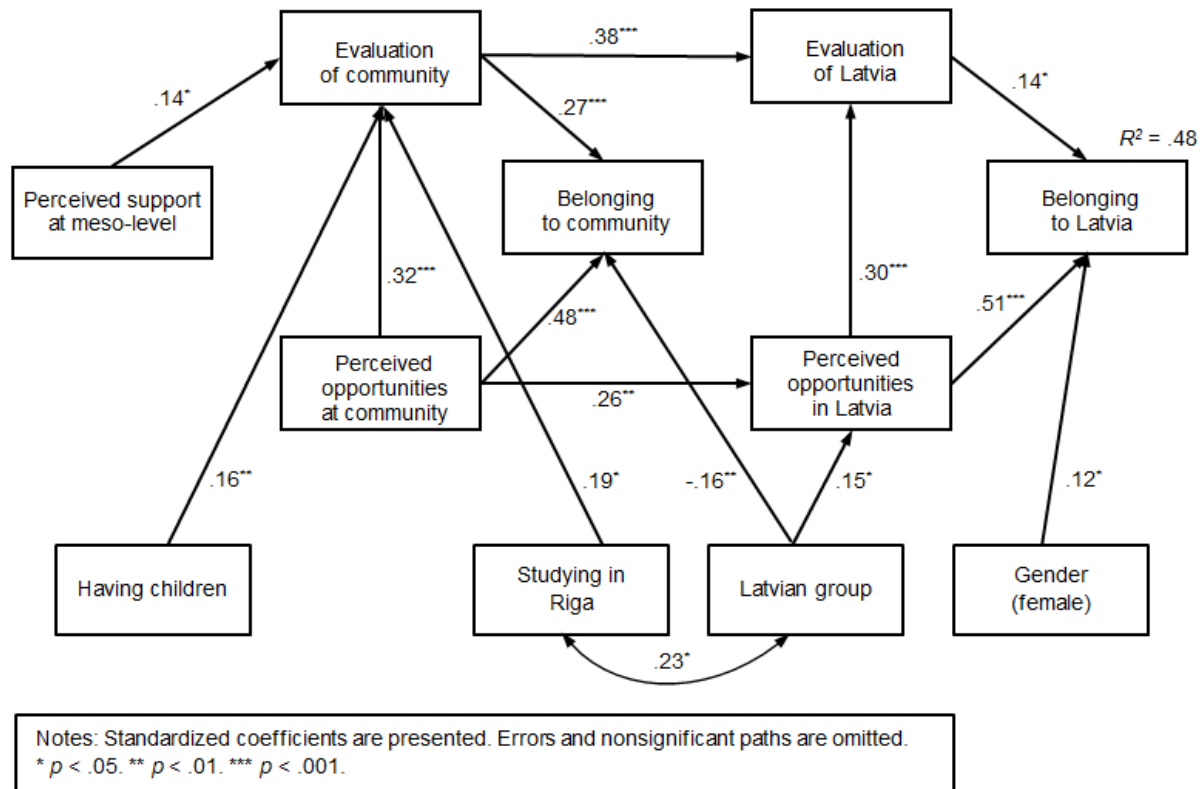 Evaluation
of community
.38***
Evaluation
of Latvia
.14*
.27***
.14*
R² = .48
Perceived support
at meso-level
Belonging
to community
Belonging
to Latvia
.32***
.48***
.30***
.51***
Perceived
opportunities
at community
.26**
Perceived
opportunities
in Latvia
.16**
.19*
-.16**
.15*
.12*
Having children
Studying in
Riga
Latvian group
Gender
(female)
.23*
Notes: Standardized coefficients are presented. Errors and nonsignificant paths are omitted.
* p < .05. ** p < .01. *** p < .001.